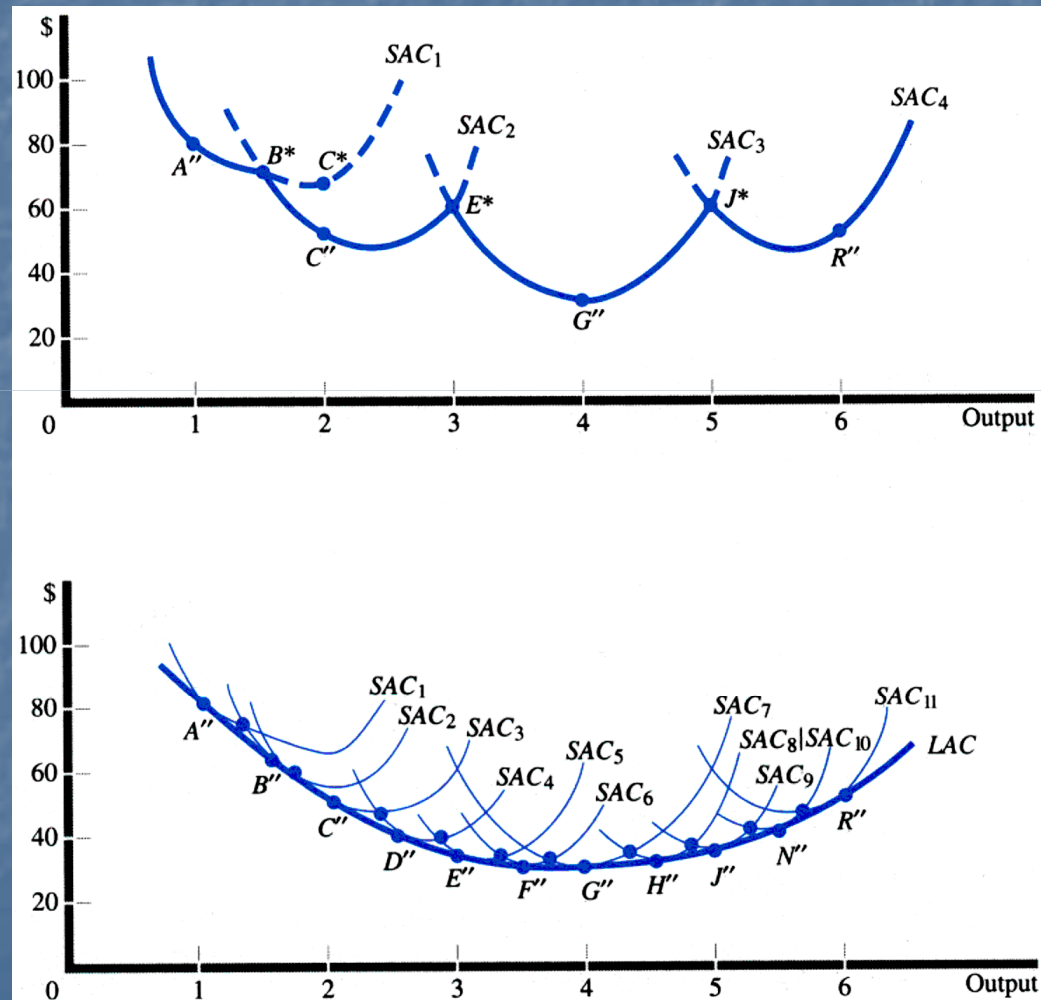 $
SAC₁
100
SAC₄
80
B*
C*
SAC₂
SAC₃
A″
60
E*
J*
C″
R″
40
G″
20
0
1
2
3
4
5
6
Output
$
100
SAC₁
SAC₂
SAC₃
SAC₇
SAC₁₁
80
A″
SAC₅
SAC₈|SAC₁₀
LAC
60
B″
SAC₄
SAC₆
SAC₉
C″
R″
40
D″
E″
F″
G″
H″
J″
N″
20
0
1
2
3
4
5
6
Output